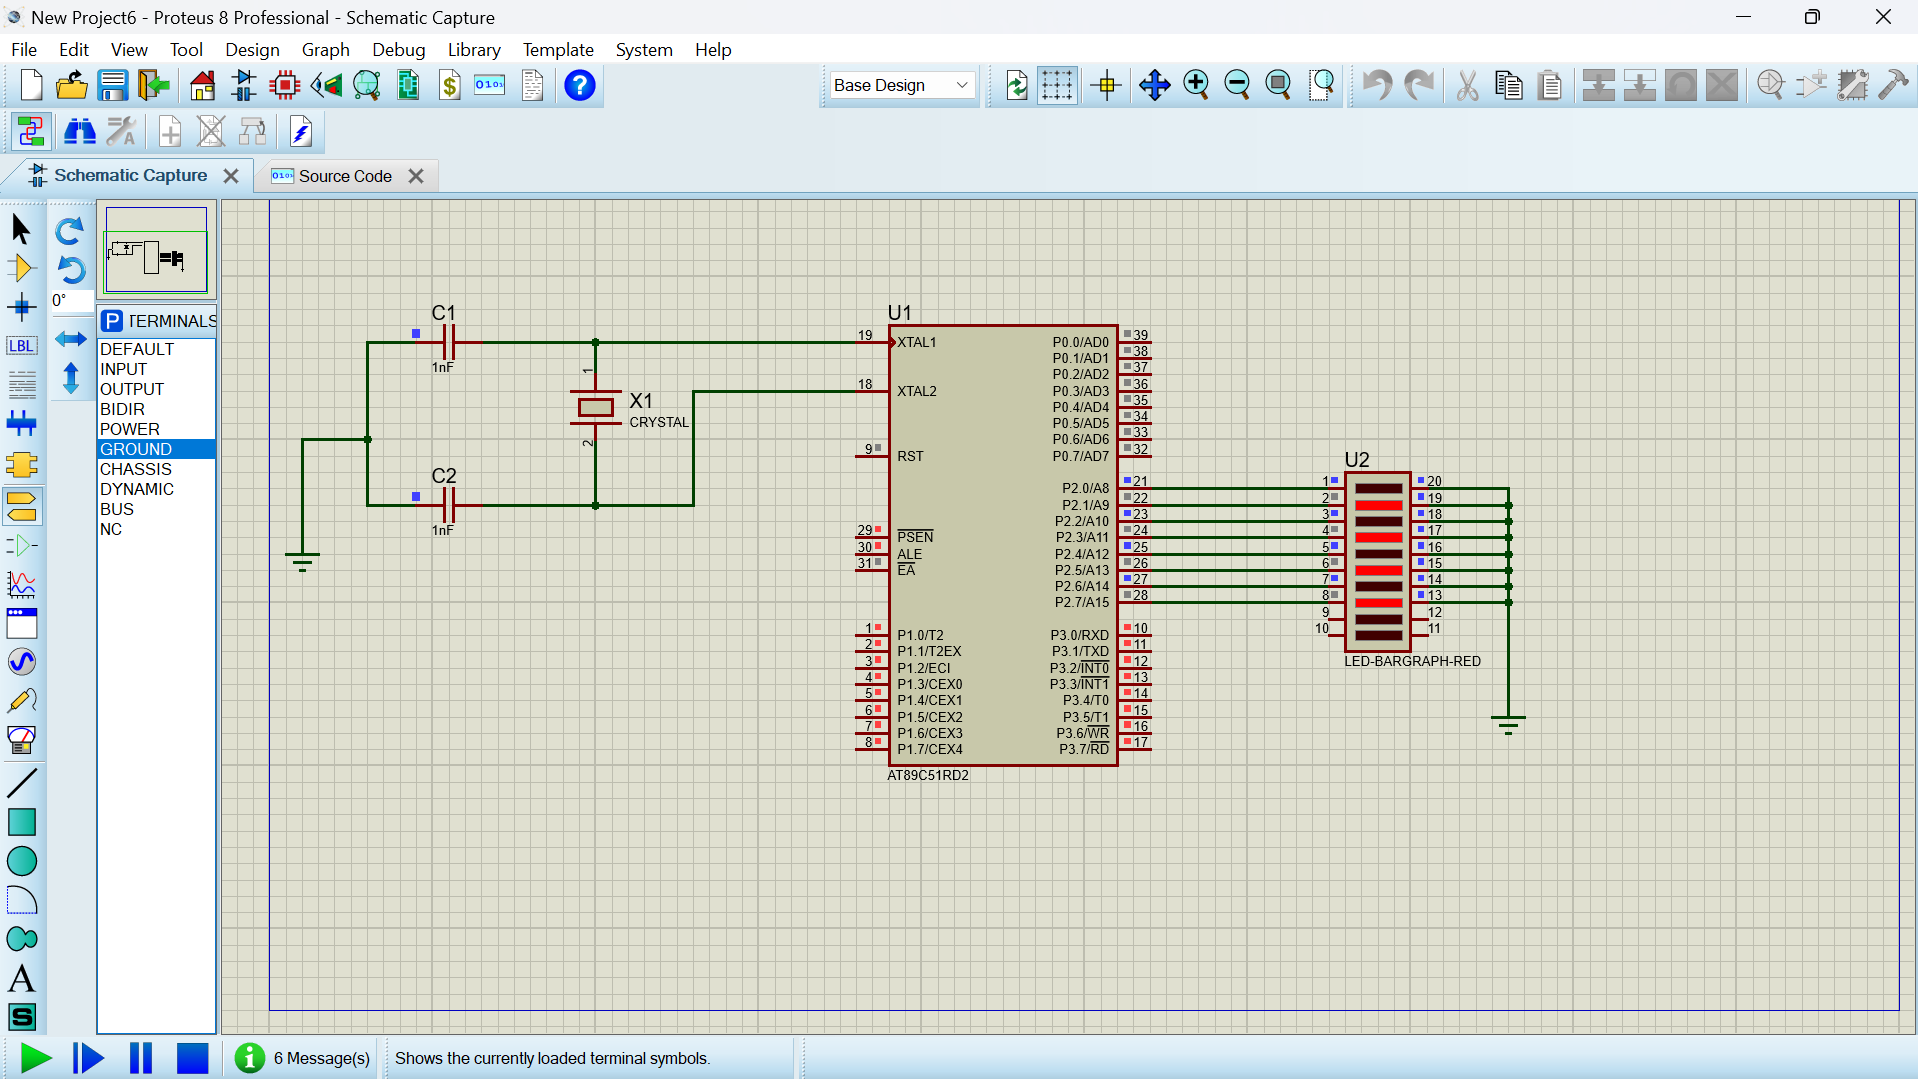 New Project6 - Proteus 8 Professional - Schematic Capture
File Edit View Tool Design Graph Debug Library Template System Help
Base Design
Schematic Capture
Source Code
0°
LBL
P TERMINALS
DEFAULT
INPUT
OUTPUT
BIDIR
POWER
GROUND
CHASSIS
DYNAMIC
BUS
NC
A
S
C1
1nF
C2
1nF
1
X1
CRYSTAL
2
U1
19 XTAL1
18 XTAL2
9 RST
29 PSEN
30 ALE
31 EA
1 P1.0/T2
2 P1.1/T2EX
3 P1.2/ECI
4 P1.3/CEX0
5 P1.4/CEX1
6 P1.5/CEX2
7 P1.6/CEX3
8 P1.7/CEX4
P0.0/AD0 39
P0.1/AD1 38
P0.2/AD2 37
P0.3/AD3 36
P0.4/AD4 35
P0.5/AD5 34
P0.6/AD6 33
P0.7/AD7 32
P2.0/A8 21
P2.1/A9 22
P2.2/A10 23
P2.3/A11 24
P2.4/A12 25
P2.5/A13 26
P2.6/A14 27
P2.7/A15 28
P3.0/RXD 10
P3.1/TXD 11
P3.2/INT0 12
P3.3/INT1 13
P3.4/T0 14
P3.5/T1 15
P3.6/WR 16
P3.7/RD 17
AT89C51RD2
U2
1 20
2 19
3 18
4 17
5 16
6 15
7 14
8 13
9 12
10 11
LED-BARGRAPH-RED
6 Message(s)
Shows the currently loaded terminal symbols.